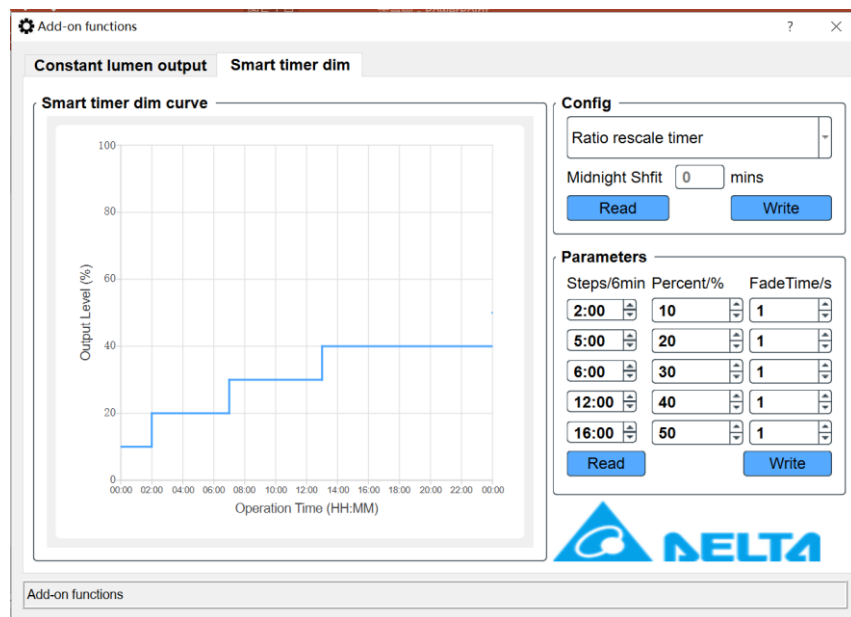 Add-on functions
?
Constant lumen output Smart timer dim
Smart timer dim curve
100
80
60
40
20
0
Output Level (%)
00:00 02:00 04:00 06:00 08:00 10:00 12:00 14:00 16:00 18:00 20:00 22:00 00:00
Operation Time (HH:MM)
Config
Ratio rescale timer
Midnight Shfit 0 mins
Read Write
Parameters
Steps/6min Percent/% FadeTime/s
2:00 10 1
5:00 20 1
6:00 30 1
12:00 40 1
16:00 50 1
Read Write
DELTA
Add-on functions